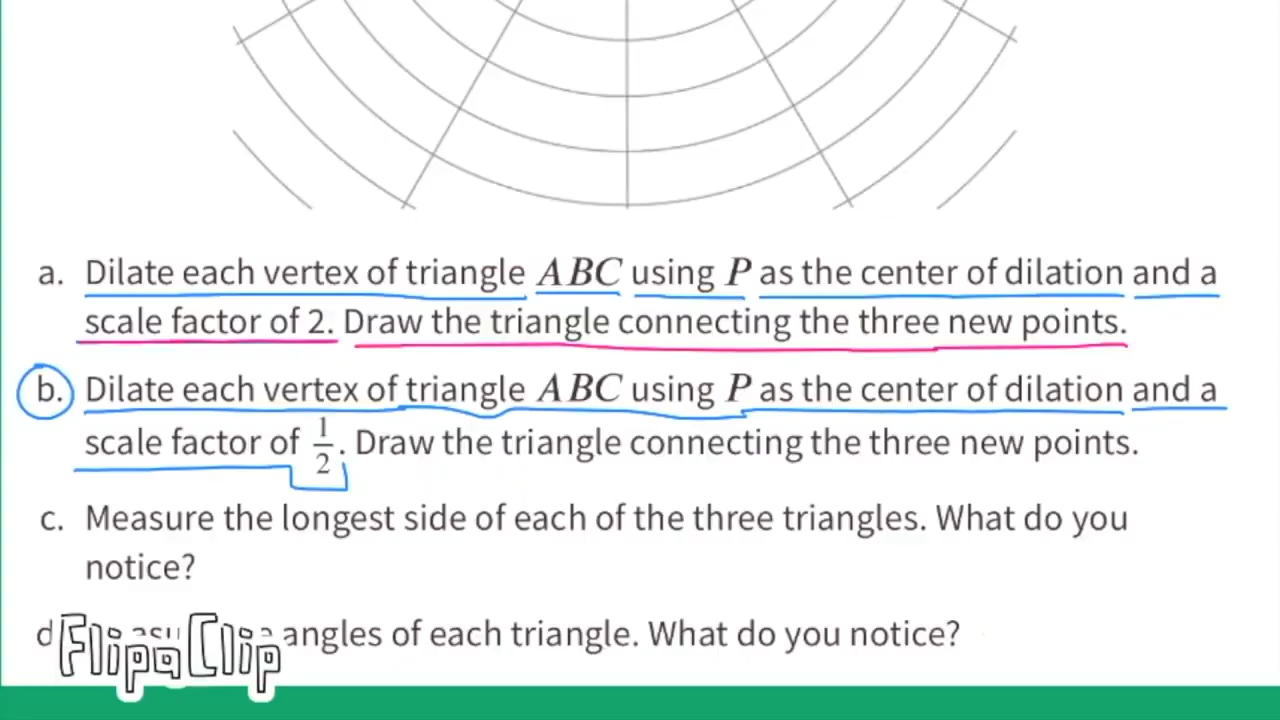 a. Dilate each vertex of triangle ABC using P as the center of dilation and a
scale factor of 2. Draw the triangle connecting the three new points.
b. Dilate each vertex of triangle ABC using P as the center of dilation and a
scale factor of 1/2. Draw the triangle connecting the three new points.
c. Measure the longest side of each of the three triangles. What do you
notice?
d angles of each triangle. What do you notice?
FlipaClip